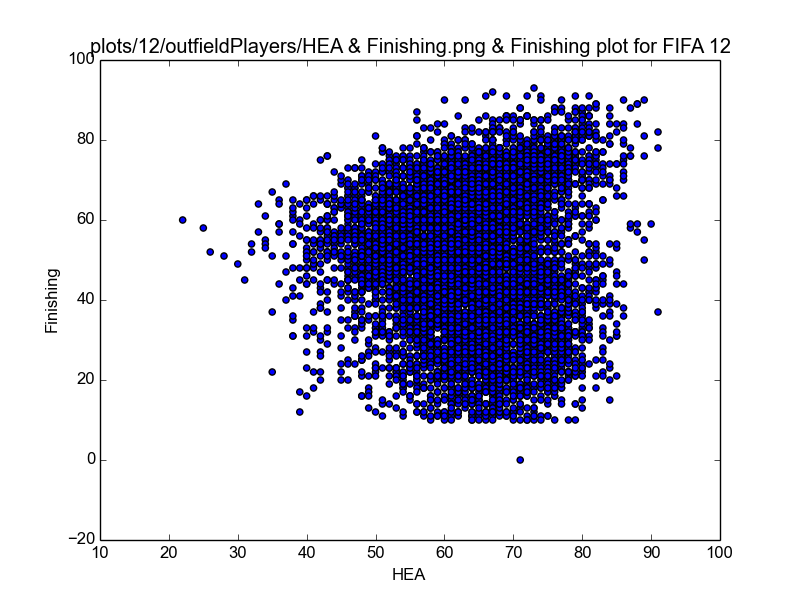 plots/12/outfieldPlayers/HEA & Finishing.png & Finishing plot for FIFA 12
100
80
60
40
20
0
−20
Finishing
10 20 30 40 50 60 70 80 90 100
HEA